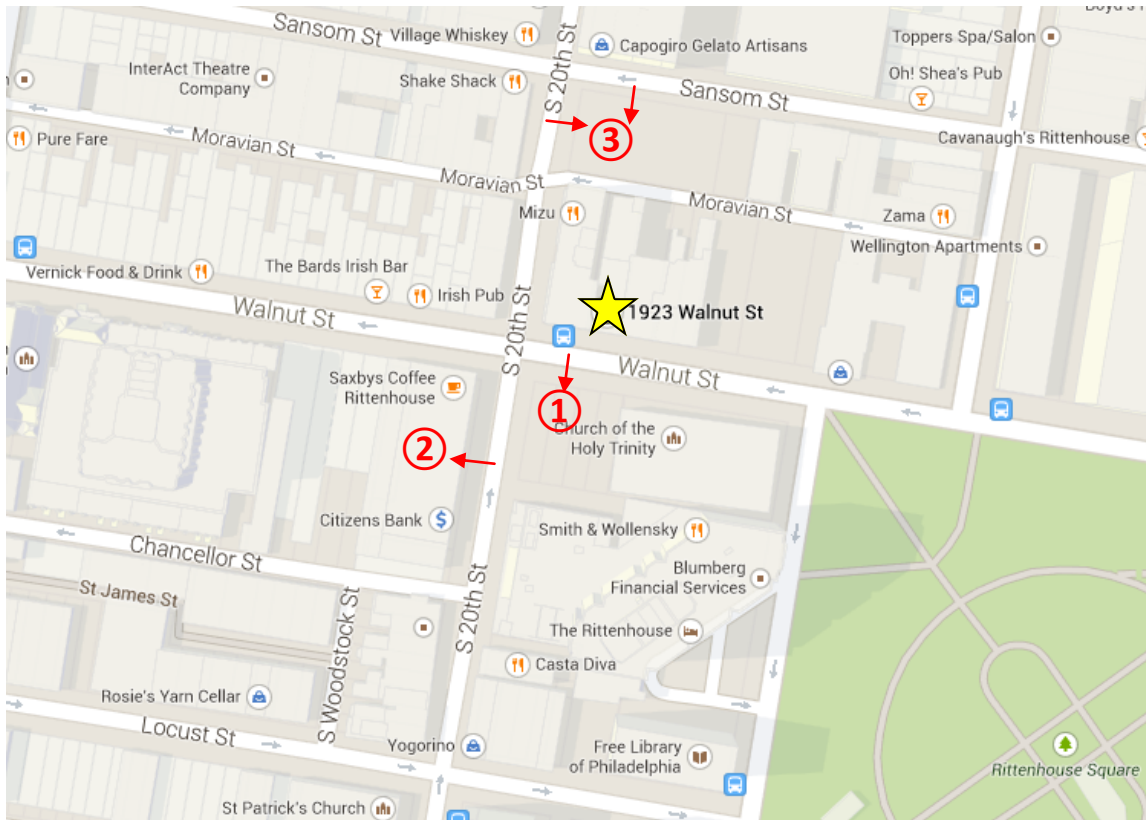 Sansom St
Village Whiskey
Capogiro Gelato Artisans
Toppers Spa/Salon
InterAct Theatre
Company
Shake Shack
S 20th St
Sansom St
Oh! Shea's Pub
Pure Fare
Moravian St
③
Cavanaugh's Rittenhouse
Moravian St
Mizu
Moravian St
Zama
Wellington Apartments
Vernick Food & Drink
The Bards Irish Bar
Irish Pub
Walnut St
S 20th St
1923 Walnut St
Walnut St
Saxbys Coffee
Rittenhouse
①
Church of the
Holy Trinity
②
Citizens Bank
$
Smith & Wollensky
Chancellor St
Blumberg
Financial Services
St James St
S 20th St
S Woodstock St
The Rittenhouse
Casta Diva
Rosie's Yarn Cellar
Locust St
Yogorino
Free Library
of Philadelphia
Rittenhouse Square
St Patrick's Church